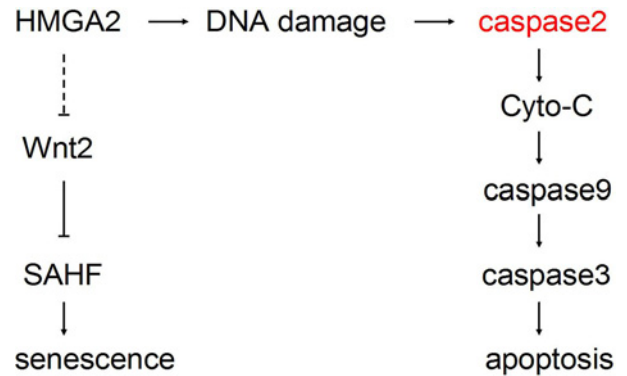 HMGA2 DNA damage caspase2
Cyto-C
Wnt2
caspase9
SAHF caspase3
senescence apoptosis